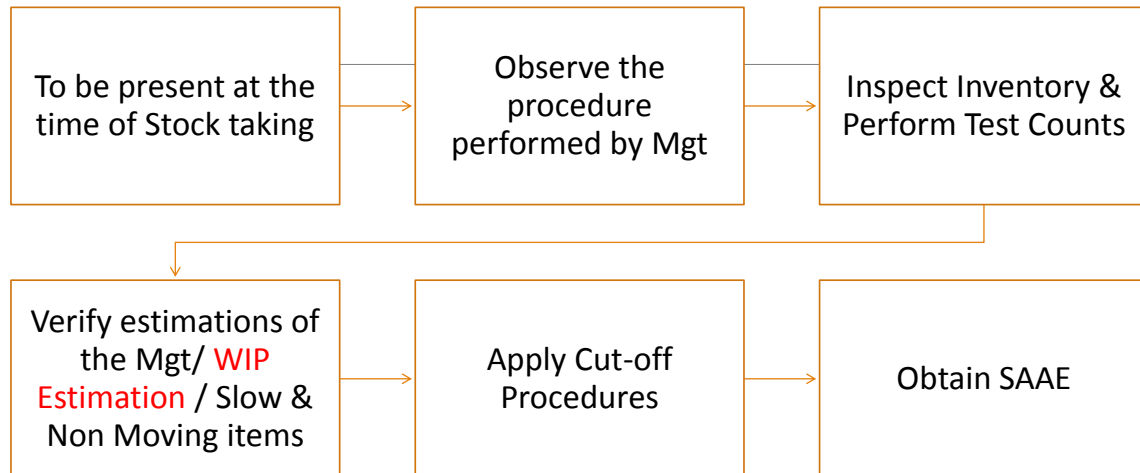 To be present at the
time of Stock taking
Observe the
procedure
performed by Mgt
Inspect Inventory &
Perform Test Counts
Verify estimations of
the Mgt/ WIP
Estimation / Slow &
Non Moving items
Apply Cut-off
Procedures
Obtain SAAE